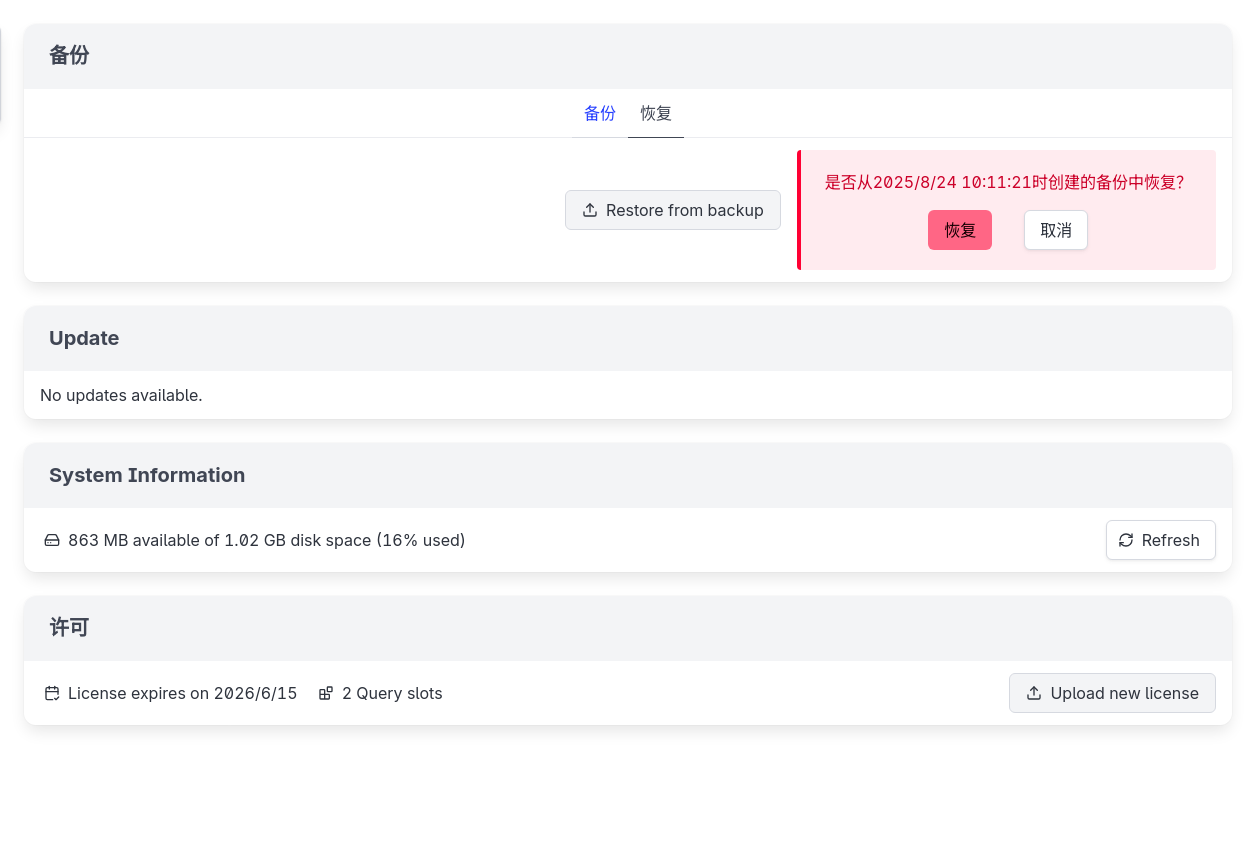 备份
备份 恢复
Restore from backup
是否从2025/8/24 10:11:21时创建的备份中恢复?
恢复 取消
Update
No updates available.
System Information
863 MB available of 1.02 GB disk space (16% used)
Refresh
许可
License expires on 2026/6/15
2 Query slots
Upload new license